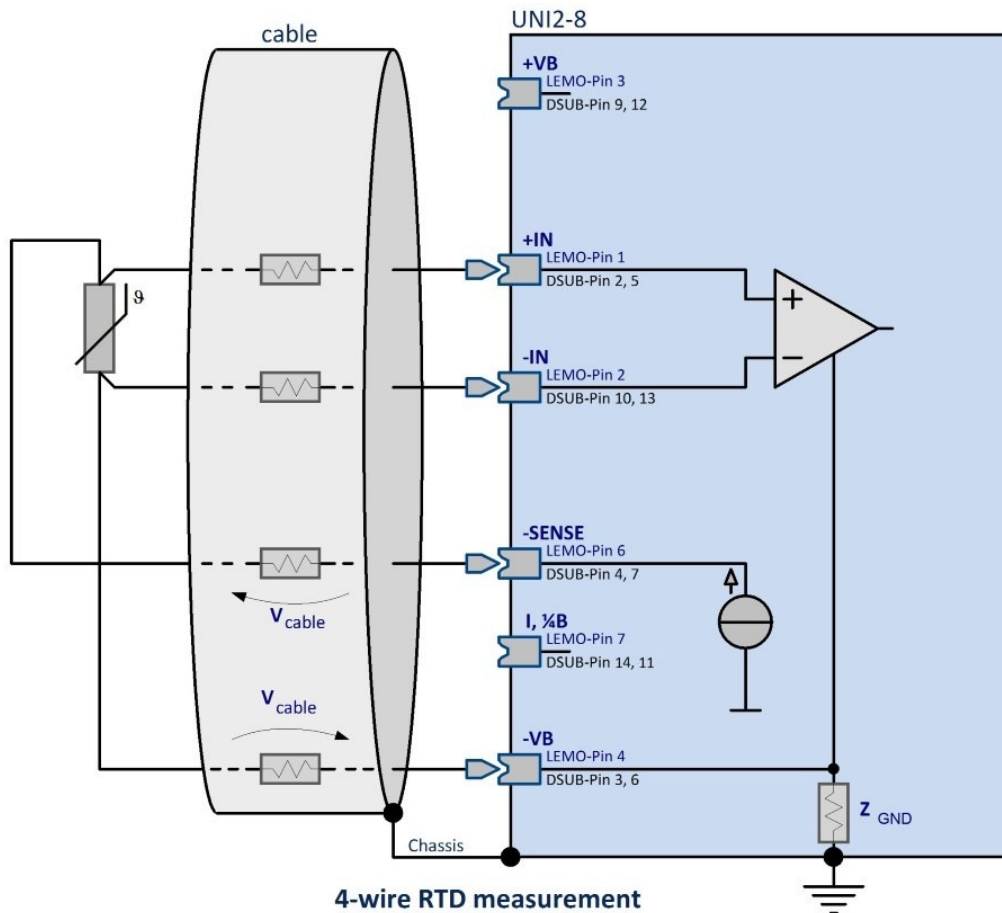 UNI2-8
cable
+VB
LEMO-Pin 3
DSUB-Pin 9, 12
+IN
LEMO-Pin 1
DSUB-Pin 2, 5
ϑ
+
-IN
LEMO-Pin 2
DSUB-Pin 10, 13
−
-SENSE
LEMO-Pin 6
DSUB-Pin 4, 7
V cable
I, ¼B
LEMO-Pin 7
DSUB-Pin 14, 11
V cable
-VB
LEMO-Pin 4
DSUB-Pin 3, 6
Z GND
Chassis
4-wire RTD measurement